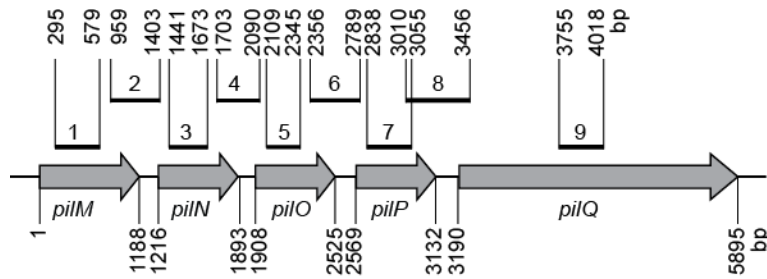 295 579 959 1403 1441 1673 1703 2090 2109 2345 2356 2789 2838 3010 3055 3456 3755 4018 bp
2 4 6 8
1 3 5 7 9
pilM pilN pilO pilP pilQ
1 1188 1216 1893 1908 2525 2569 3132 3190 5895 bp